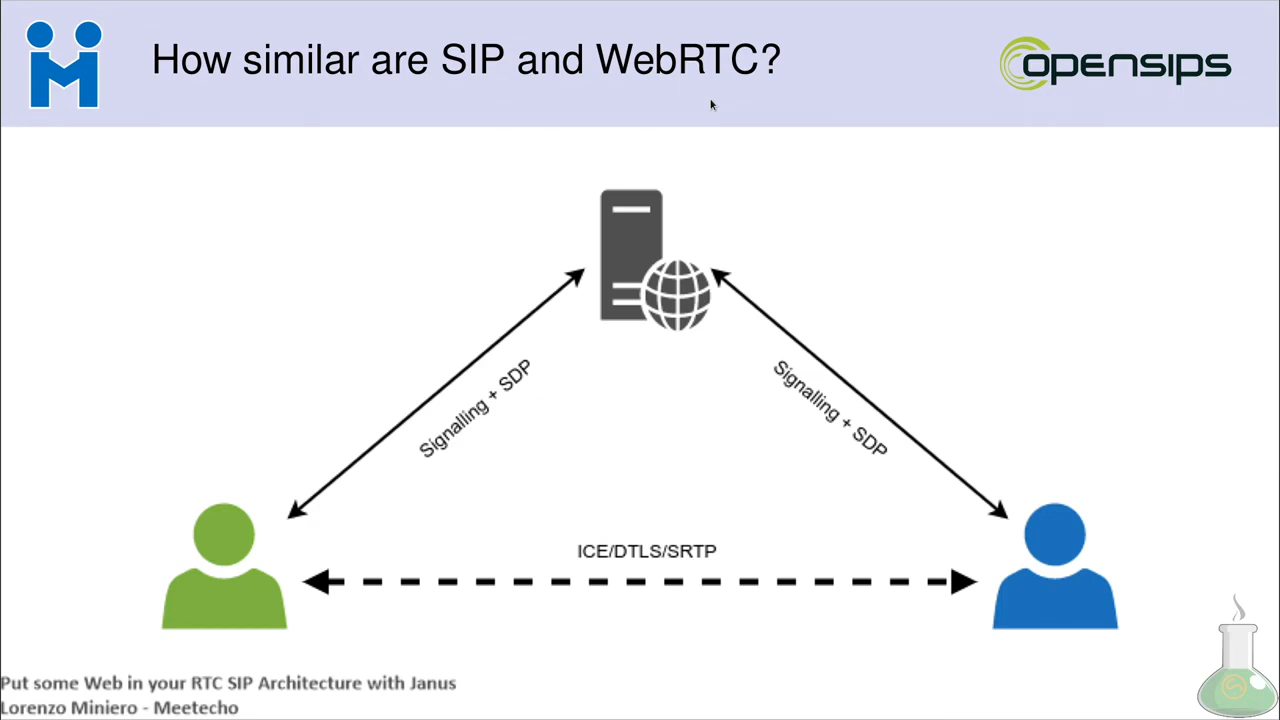 How similar are SIP and WebRTC?
opensips
Signalling + SDP
Signalling + SDP
ICE/DTLS/SRTP
Put some Web in your RTC SIP Architecture with Janus
Lorenzo Miniero - Meetecho